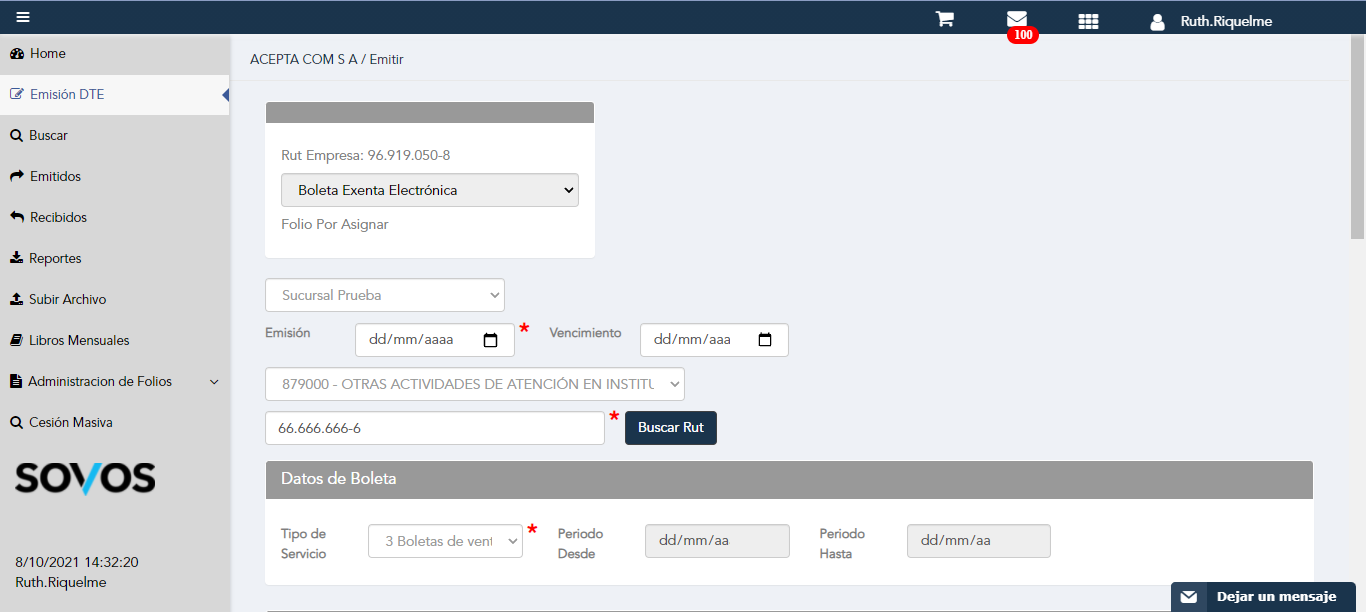 Ruth.Riquelme
100
Home
Emisión DTE
Buscar
Emitidos
Recibidos
Reportes
Subir Archivo
Libros Mensuales
Administracion de Folios
Cesión Masiva
SOVOS
8/10/2021 14:32:20
Ruth.Riquelme
ACEPTA COM S A / Emitir
Rut Empresa: 96.919.050-8
Boleta Exenta Electrónica
Folio Por Asignar
Sucursal Prueba
Emisión dd/mm/aaaa * Vencimiento dd/mm/aaa
879000 - OTRAS ACTIVIDADES DE ATENCIÓN EN INSTITU
66.666.666-6 * Buscar Rut
Datos de Boleta
Tipo de Servicio 3 Boletas de vent * Periodo Desde dd/mm/aa Periodo Hasta dd/mm/aa
Dejar un mensaje